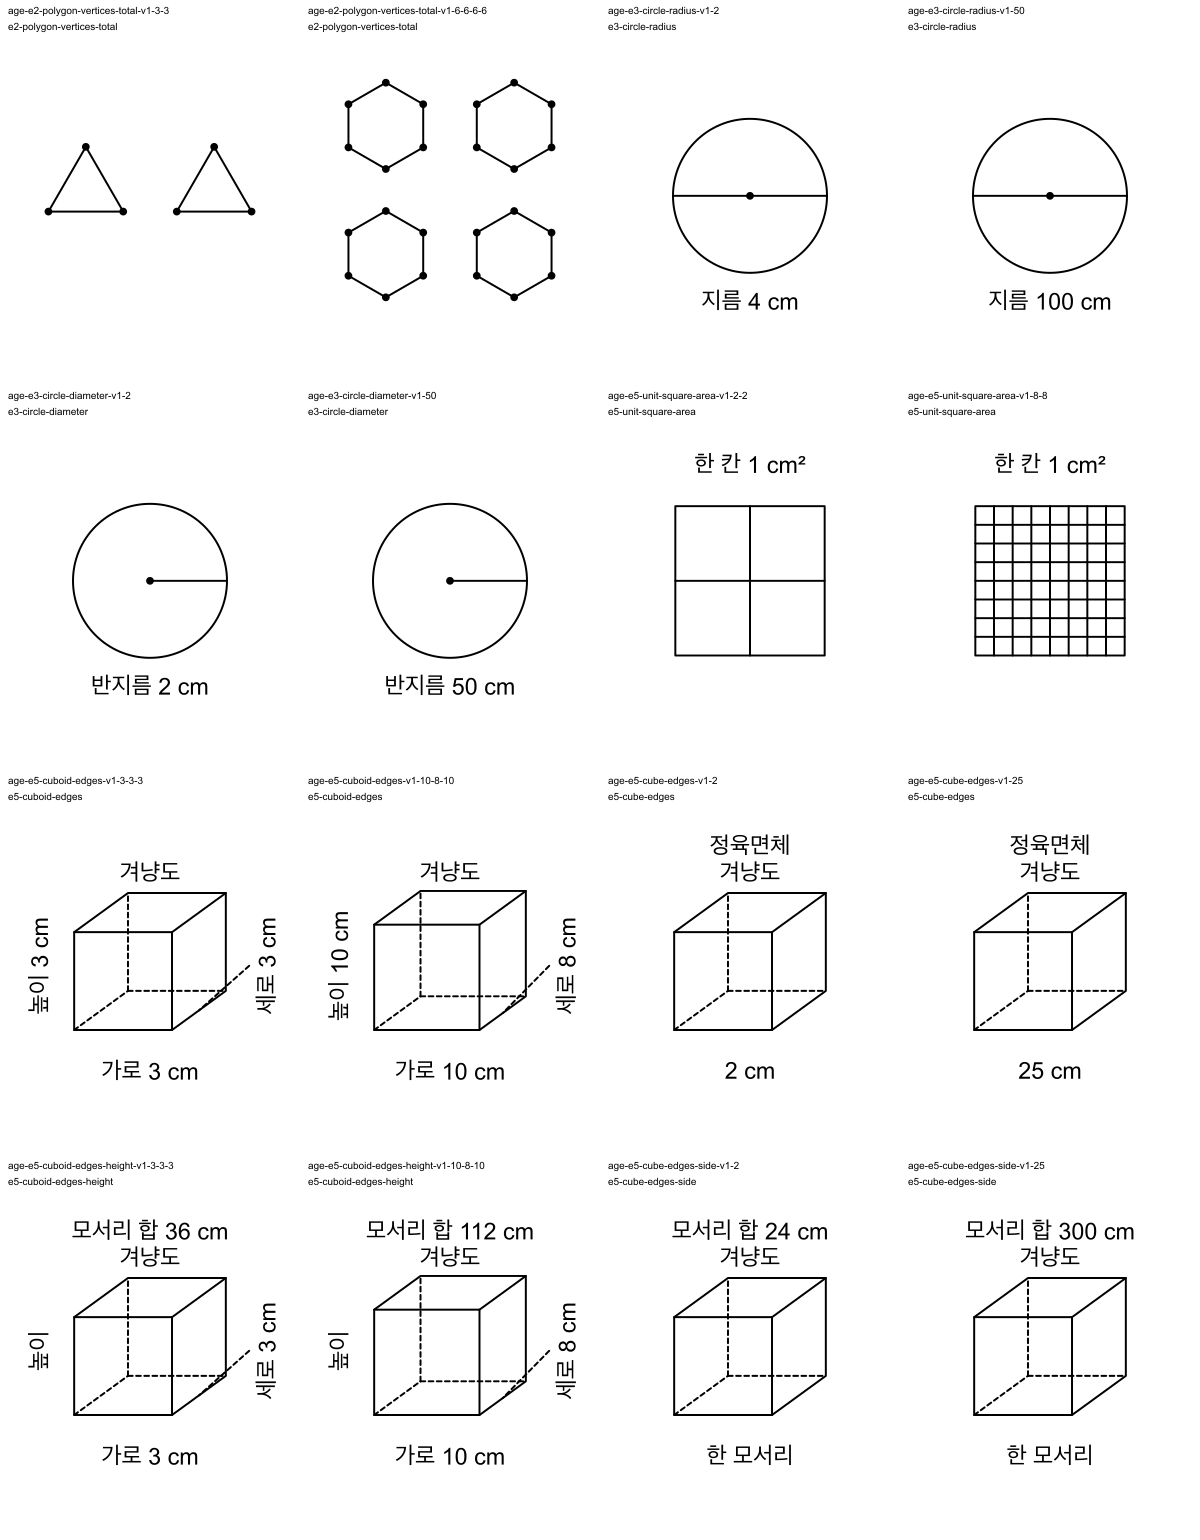 age-e2-polygon-vertices-total-v1-3-3
e2-polygon-vertices-total
age-e2-polygon-vertices-total-v1-6-6-6-6
e2-polygon-vertices-total
age-e3-circle-radius-v1-2
e3-circle-radius
지름 4 cm
age-e3-circle-radius-v1-50
e3-circle-radius
지름 100 cm
age-e3-circle-diameter-v1-2
e3-circle-diameter
반지름 2 cm
age-e3-circle-diameter-v1-50
e3-circle-diameter
반지름 50 cm
age-e5-unit-square-area-v1-2-2
e5-unit-square-area
한 칸 1 cm²
age-e5-unit-square-area-v1-8-8
e5-unit-square-area
한 칸 1 cm²
age-e5-cuboid-edges-v1-3-3-3
e5-cuboid-edges
겨냥도
높이 3 cm
세로 3 cm
가로 3 cm
age-e5-cuboid-edges-v1-10-8-10
e5-cuboid-edges
겨냥도
높이 10 cm
세로 8 cm
가로 10 cm
age-e5-cube-edges-v1-2
e5-cube-edges
정육면체
겨냥도
2 cm
age-e5-cube-edges-v1-25
e5-cube-edges
정육면체
겨냥도
25 cm
age-e5-cuboid-edges-height-v1-3-3-3
e5-cuboid-edges-height
모서리 합 36 cm
겨냥도
높이
세로 3 cm
가로 3 cm
age-e5-cuboid-edges-height-v1-10-8-10
e5-cuboid-edges-height
모서리 합 112 cm
겨냥도
높이
세로 8 cm
가로 10 cm
age-e5-cube-edges-side-v1-2
e5-cube-edges-side
모서리 합 24 cm
겨냥도
한 모서리
age-e5-cube-edges-side-v1-25
e5-cube-edges-side
모서리 합 300 cm
겨냥도
한 모서리